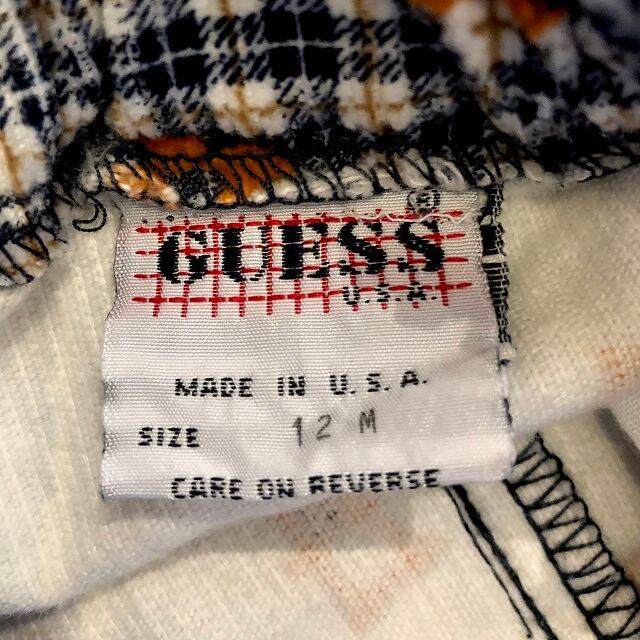 GUESS
U.S.A.
MADE IN U.S.A.
SIZE 12 M
CARE ON REVERSE